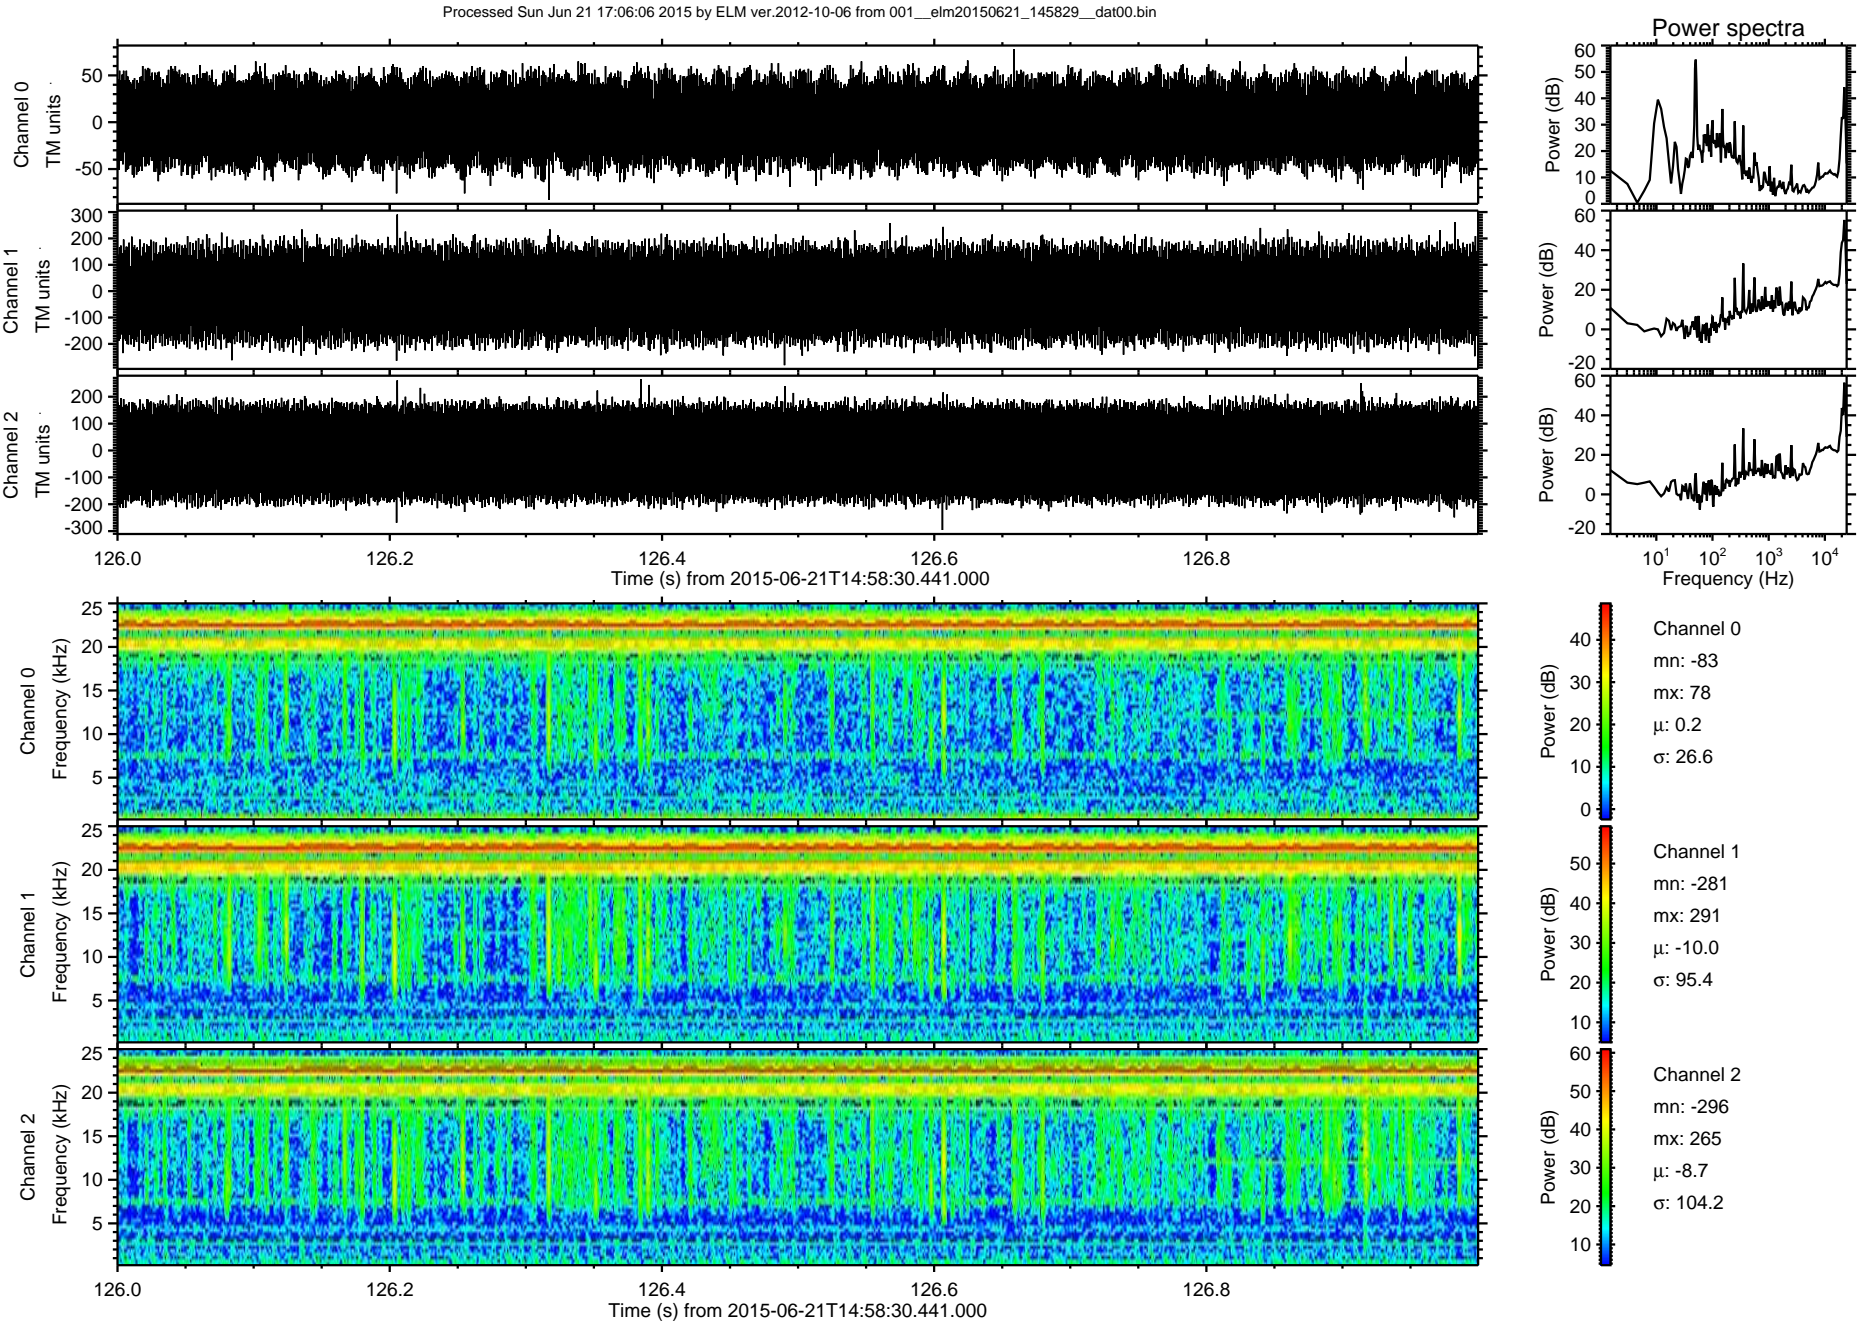 Processed Sun Jun 21 17:06:06 2015 by ELM ver.2012-10-06 from 001__elm20150621_145829__dat00.bin
Power spectra
Channel 0
TM units
50
0
-50
Power (dB)
60
50
40
30
20
10
0
Channel 1
TM units
300
200
100
0
-100
-200
Power (dB)
60
40
20
0
-20
Channel 2
TM units
200
100
0
-100
-200
-300
Power (dB)
60
40
20
0
-20
126.0 126.2 126.4 126.6 126.8
Time (s) from 2015-06-21T14:58:30.441.000
10¹ 10² 10³ 10⁴
Frequency (Hz)
Channel 0
Frequency (kHz)
25
20
15
10
5
Power (dB)
40
30
20
10
0
Channel 0
mn: -83
mx: 78
μ: 0.2
σ: 26.6
Channel 1
Frequency (kHz)
25
20
15
10
5
Power (dB)
50
40
30
20
10
Channel 1
mn: -281
mx: 291
μ: -10.0
σ: 95.4
Channel 2
Frequency (kHz)
25
20
15
10
5
Power (dB)
60
50
40
30
20
10
Channel 2
mn: -296
mx: 265
μ: -8.7
σ: 104.2
126.0 126.2 126.4 126.6 126.8
Time (s) from 2015-06-21T14:58:30.441.000